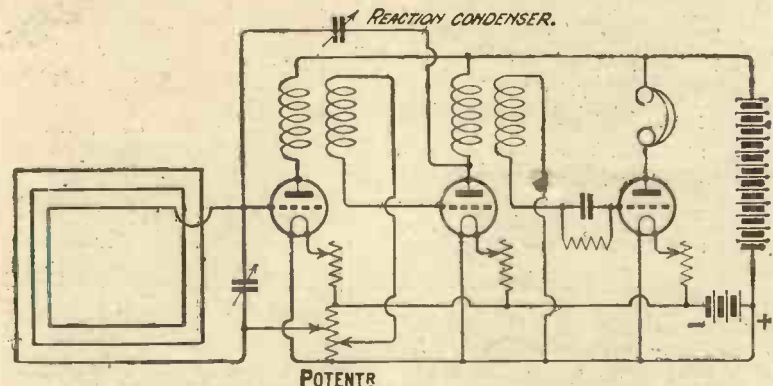 REACTION CONDENSER.
- +
POTENTR